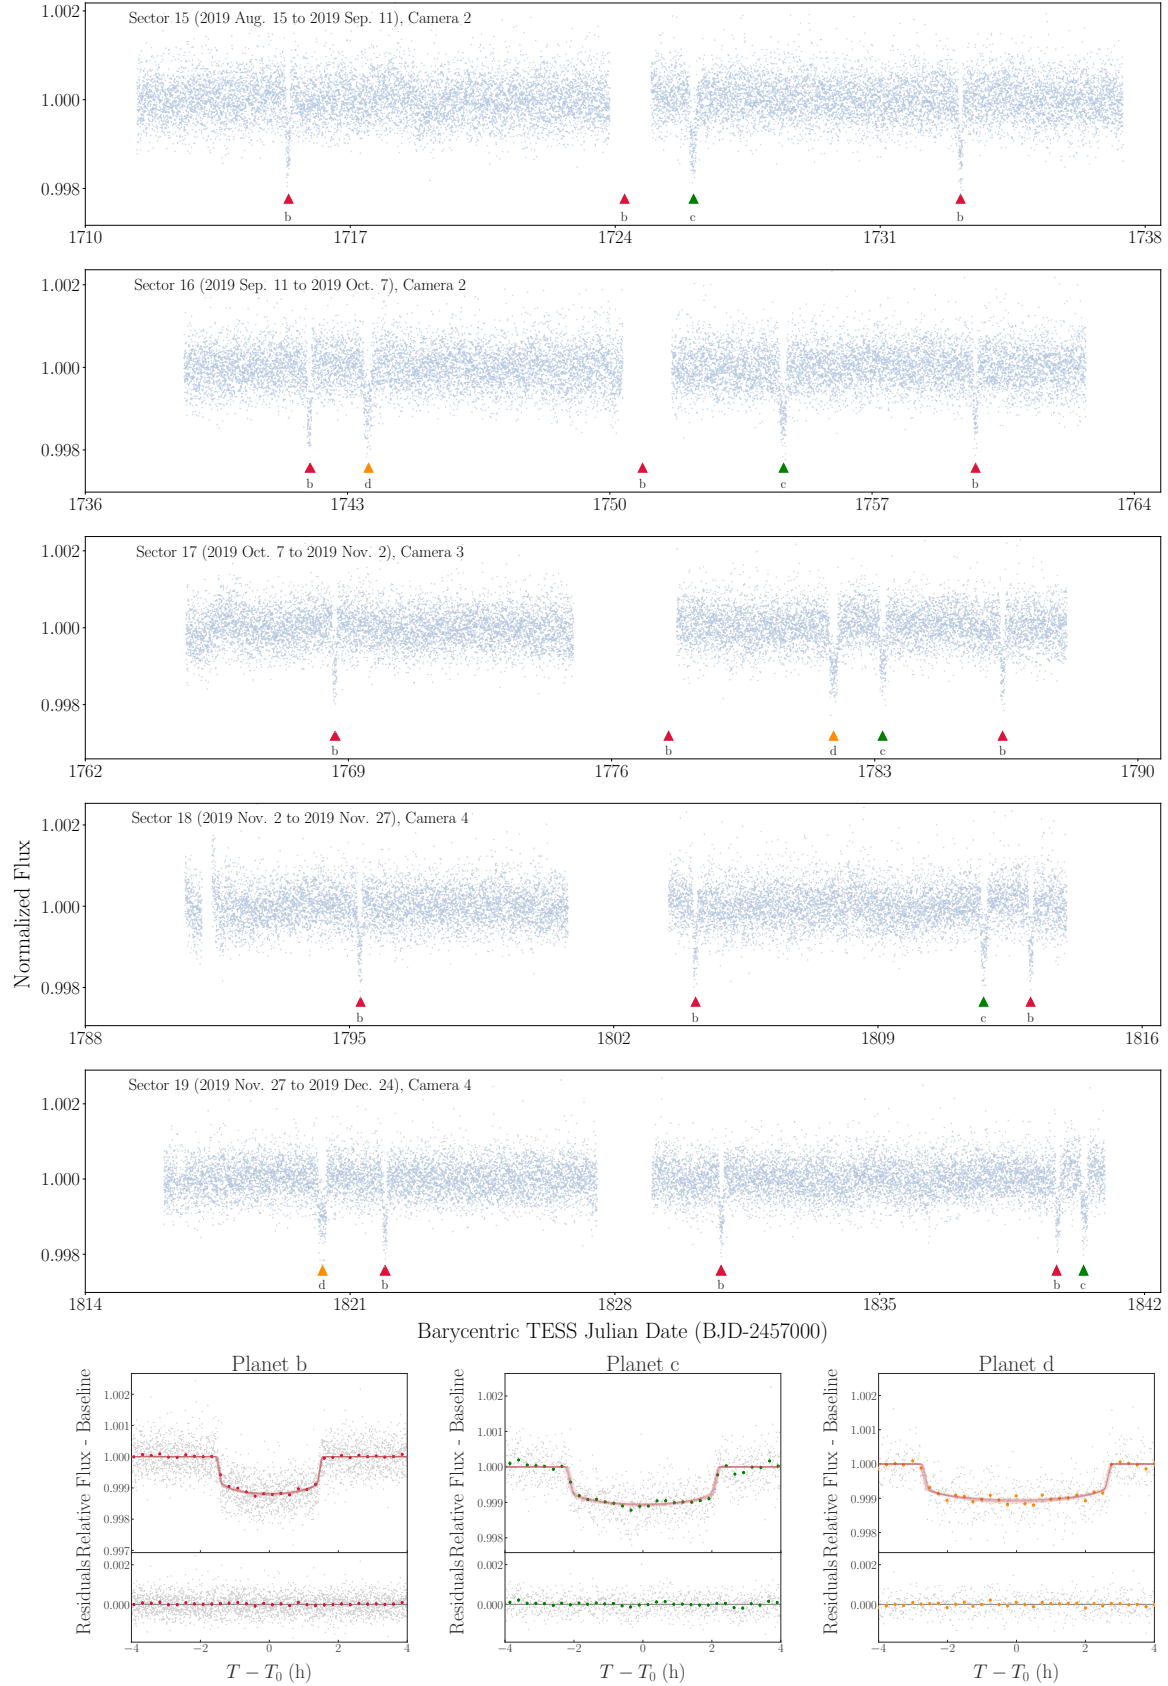 Sector 15 (2019 Aug. 15 to 2019 Sep. 11), Camera 2
1.002
1.000
0.998
b b c b
1710 1717 1724 1731 1738
Sector 16 (2019 Sep. 11 to 2019 Oct. 7), Camera 2
1.002
1.000
0.998
b d b c b
1736 1743 1750 1757 1764
Sector 17 (2019 Oct. 7 to 2019 Nov. 2), Camera 3
1.002
1.000
0.998
b b d c b
1762 1769 1776 1783 1790
Sector 18 (2019 Nov. 2 to 2019 Nov. 27), Camera 4
1.002
1.000
0.998
b b c b
1788 1795 1802 1809 1816
Normalized Flux
Sector 19 (2019 Nov. 27 to 2019 Dec. 24), Camera 4
1.002
1.000
0.998
d b b b c
1814 1821 1828 1835 1842
Barycentric TESS Julian Date (BJD-2457000)
Planet b
Relative Flux - Baseline
1.002
1.001
1.000
0.999
0.998
0.997
Residuals
0.002
0.000
−4 −2 0 2 4
T − T0 (h)
Planet c
Relative Flux - Baseline
1.002
1.001
1.000
0.999
0.998
Residuals
0.002
0.000
−4 −2 0 2 4
T − T0 (h)
Planet d
Relative Flux - Baseline
1.002
1.001
1.000
0.999
0.998
Residuals
0.002
0.000
−4 −2 0 2 4
T − T0 (h)